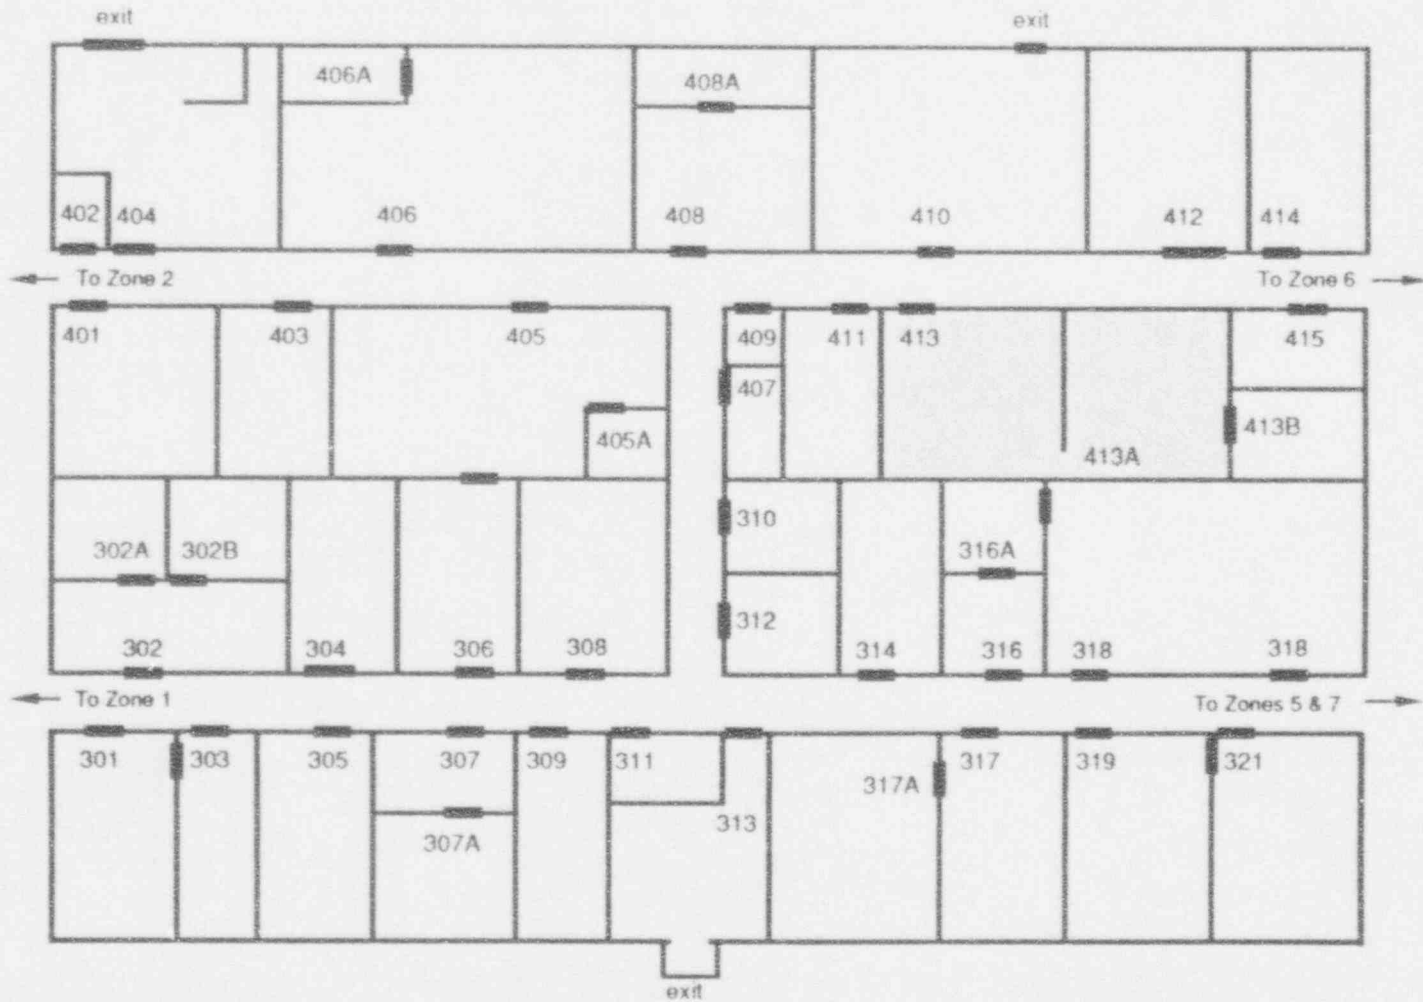 exit exit
406A 408A
402 404 406 408 410 412 414
To Zone 2 To Zone 6
401 403 405 409 411 413 415
407
405A 413B
413A
310
302A 302B 316A
312
302 304 306 308 314 316 318 318
To Zone 1 To Zones 5 & 7
301 303 305 307 309 311 317 319 321
317A
313
307A
exit